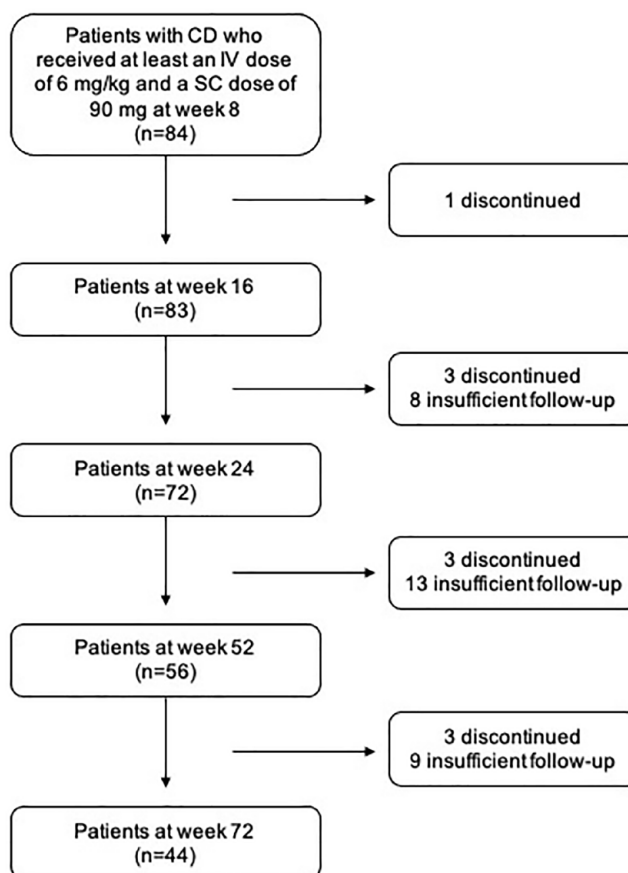 Patients with CD who
received at least an IV dose
of 6 mg/kg and a SC dose of
90 mg at week 8
(n=84)
1 discontinued
Patients at week 16
(n=83)
3 discontinued
8 insufficient follow-up
Patients at week 24
(n=72)
3 discontinued
13 insufficient follow-up
Patients at week 52
(n=56)
3 discontinued
9 insufficient follow-up
Patients at week 72
(n=44)